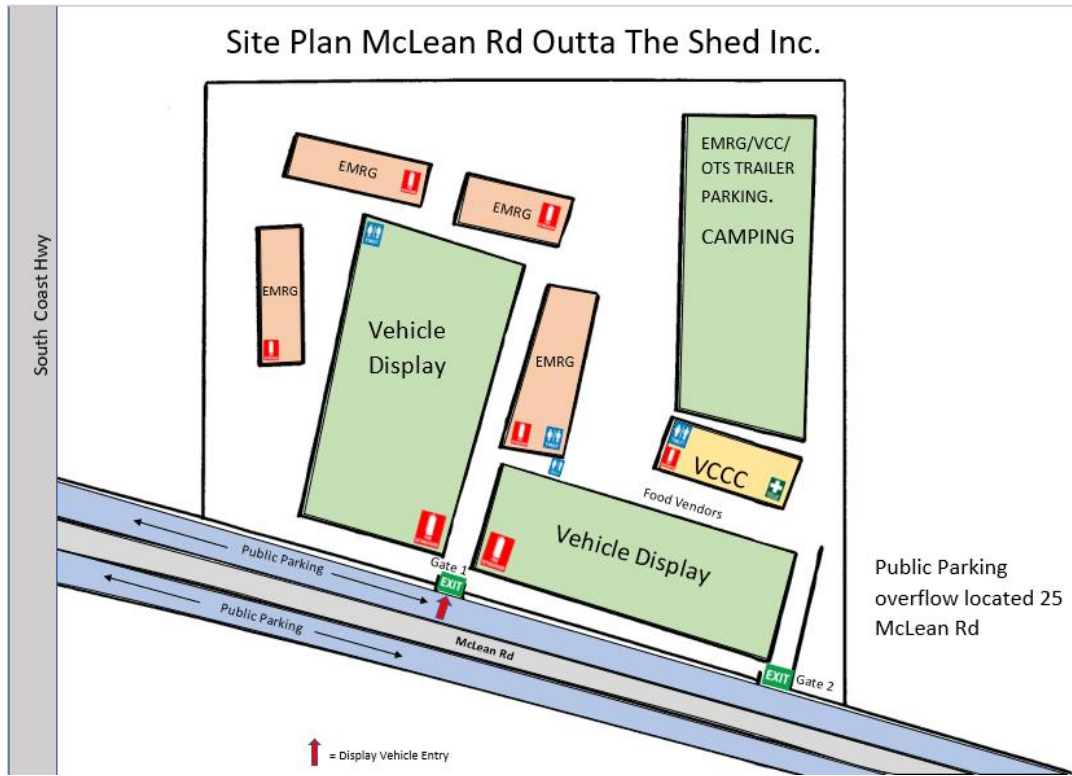 Site Plan McLean Rd Outta The Shed Inc.
South Coast Hwy
EMRG
EMRG
EMRG
EMRG
Vehicle
Display
EMRG/VCC/
OTS TRAILER
PARKING.
CAMPING
VCCC
Food Vendors
Vehicle Display
Public Parking
Gate 1
EXIT
Public Parking
McLean Rd
EXIT
Gate 2
Public Parking
overflow located 25
McLean Rd
= Display Vehicle Entry